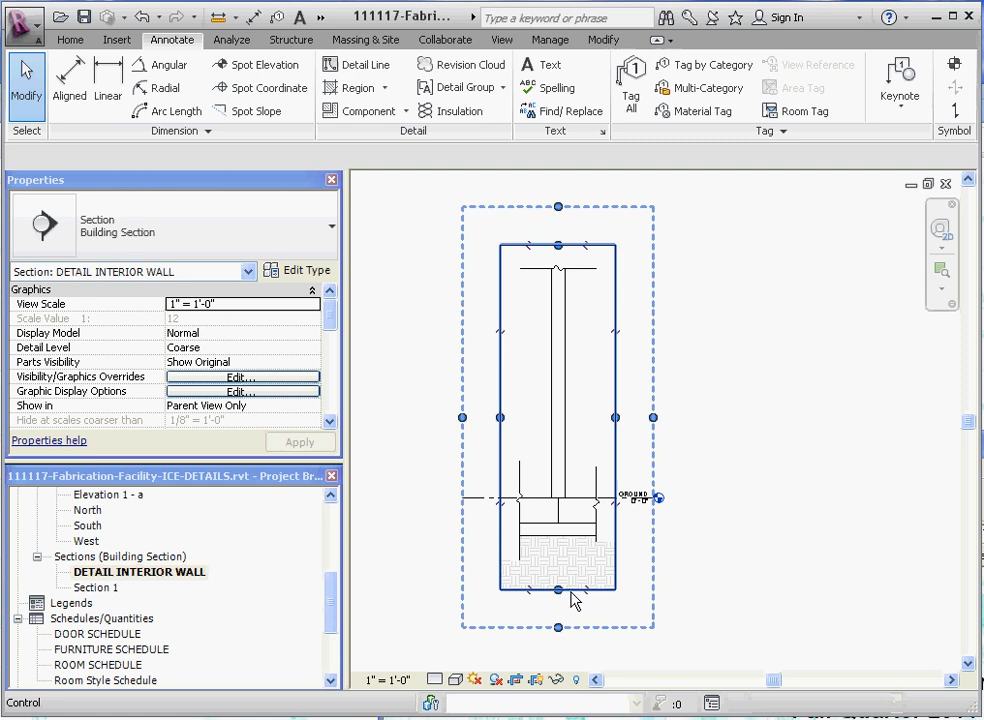 111117-Fabri... Type a keyword or phrase Sign In
Home Insert Annotate Analyze Structure Massing & Site Collaborate View Manage Modify
Modify Aligned Linear Angular Radial Arc Length Spot Elevation Spot Coordinate Spot Slope
Detail Line Region Component Revision Cloud Detail Group Insulation
A Text ABC Spelling Find/ Replace
Tag All Tag by Category Multi-Category Material Tag View Reference Area Tag Room Tag
Keynote
Select Dimension Detail Text Tag Symbol
Properties
Section
Building Section
Section: DETAIL INTERIOR WALL Edit Type
Graphics
View Scale 1" = 1'-0"
Scale Value 1: 12
Display Model Normal
Detail Level Coarse
Parts Visibility Show Original
Visibility/Graphics Overrides Edit...
Graphic Display Options Edit...
Show in Parent View Only
Hide at scales coarser than 1/8" = 1'-0"
Properties help Apply
111117-Fabrication-Facility-ICE-DETAILS.rvt - Project Br...
Elevation 1 - a
North
South
West
Sections (Building Section)
DETAIL INTERIOR WALL
Section 1
Legends
Schedules/Quantities
DOOR SCHEDULE
FURNITURE SCHEDULE
ROOM SCHEDULE
Room Style Schedule
2D
GROUND
0'-0"
1" = 1'-0"
Control :0